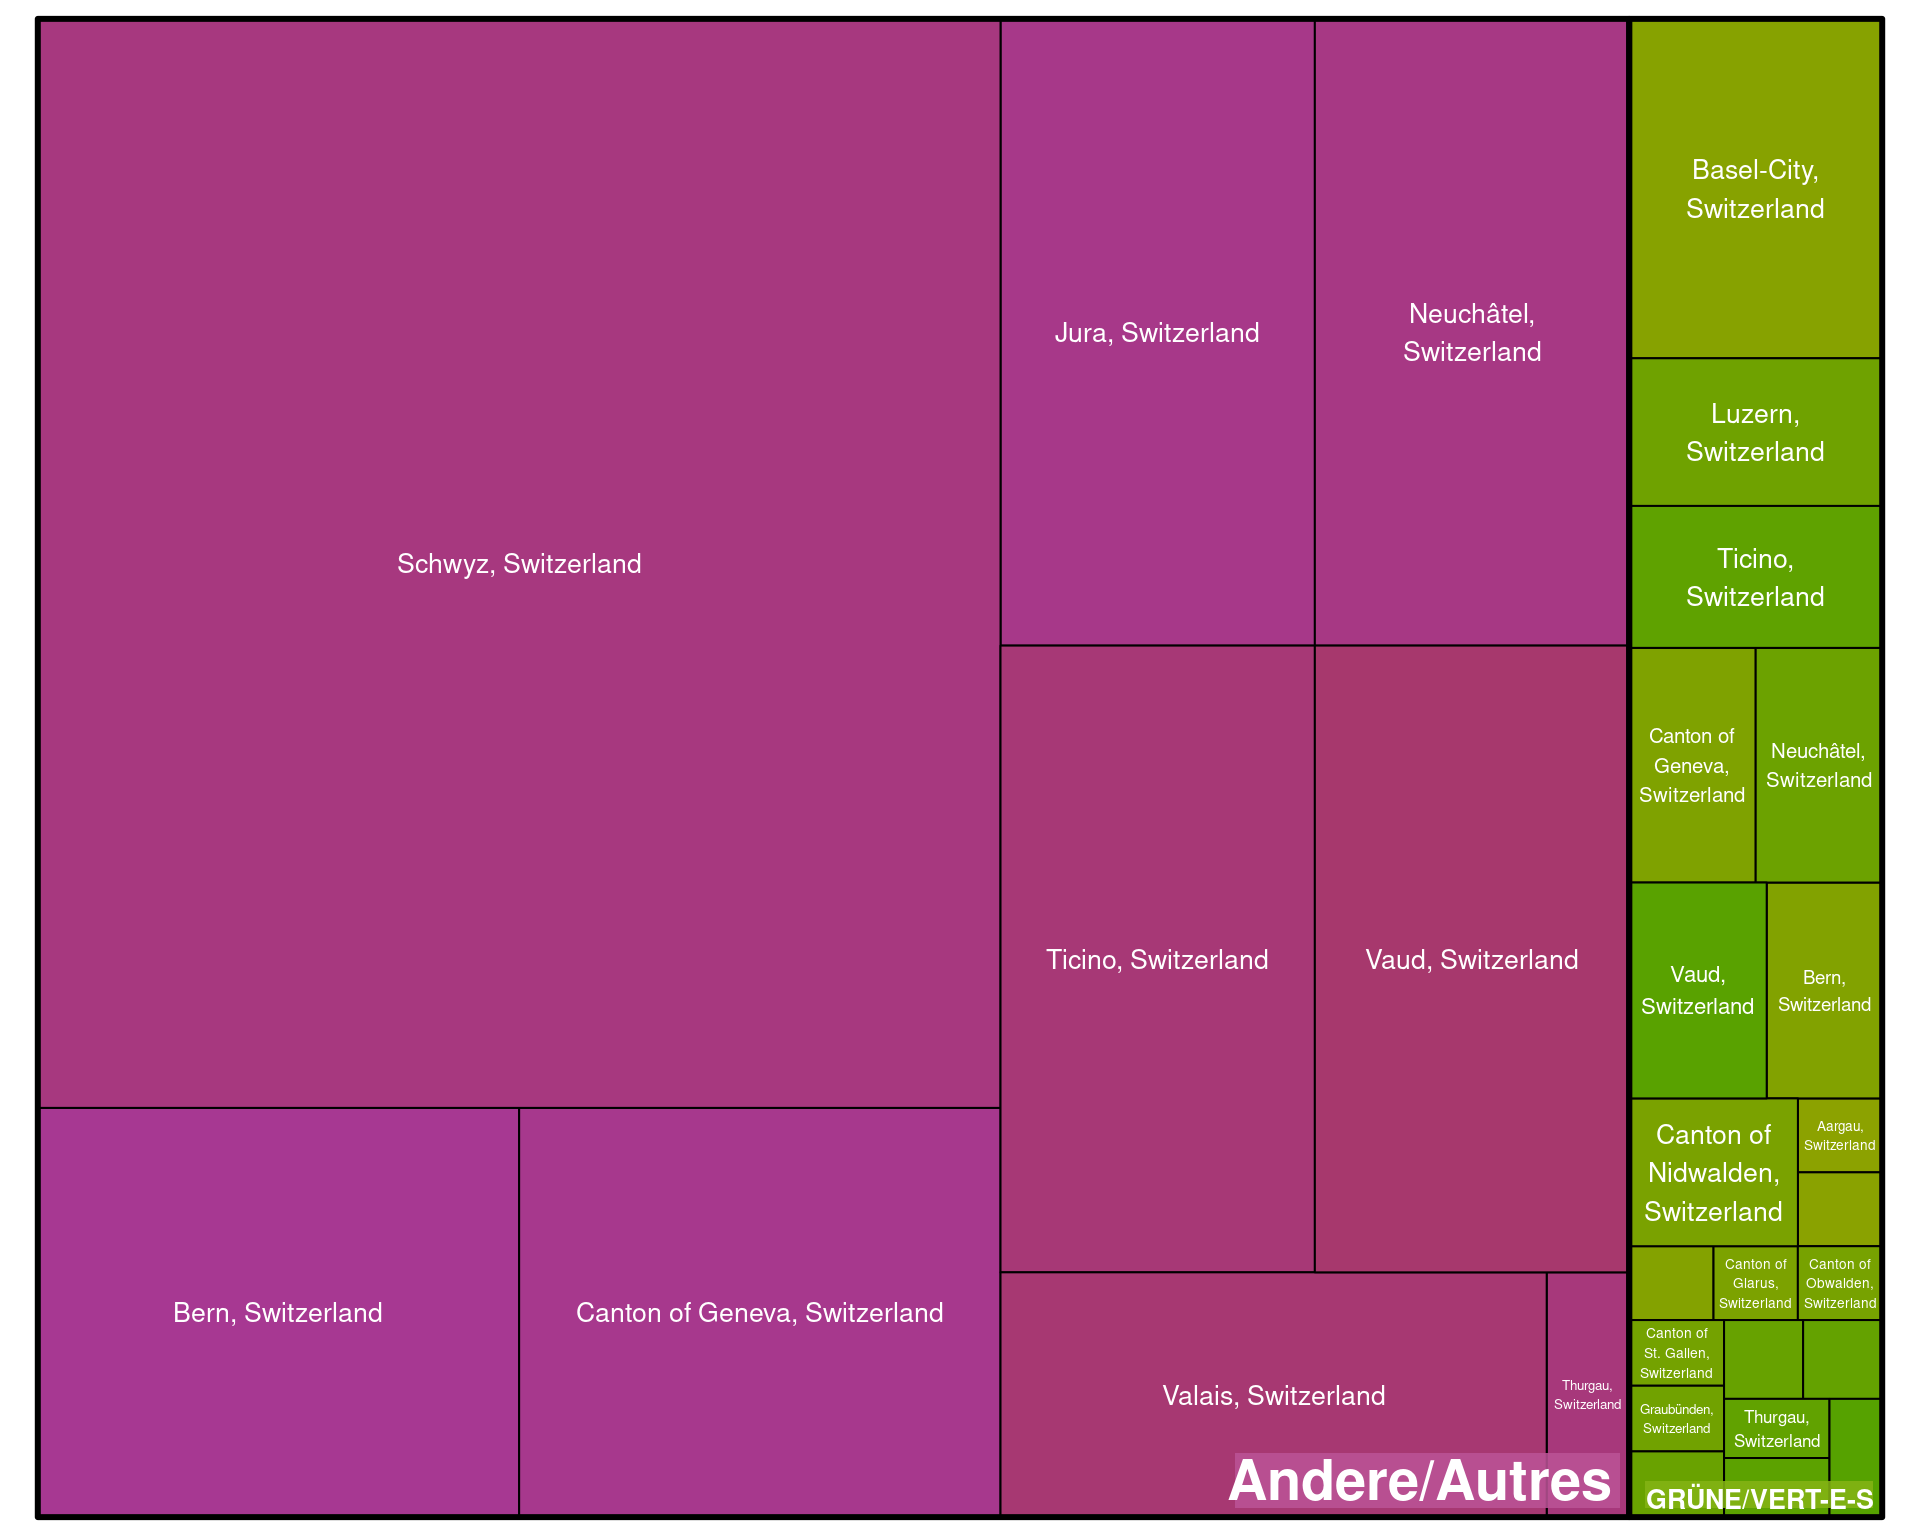 Schwyz, Switzerland
Bern, Switzerland
Canton of Geneva, Switzerland
Jura, Switzerland
Neuchâtel,
Switzerland
Ticino, Switzerland
Vaud, Switzerland
Valais, Switzerland
Thurgau,
Switzerland
Andere/Autres
Basel-City,
Switzerland
Luzern,
Switzerland
Ticino,
Switzerland
Canton of
Geneva,
Switzerland
Neuchâtel,
Switzerland
Vaud,
Switzerland
Bern,
Switzerland
Canton of
Nidwalden,
Switzerland
Aargau,
Switzerland
Canton of
Glarus,
Switzerland
Canton of
Obwalden,
Switzerland
Canton of
St. Gallen,
Switzerland
Graubünden,
Switzerland
Thurgau,
Switzerland
GRÜNE/VERT-E-S